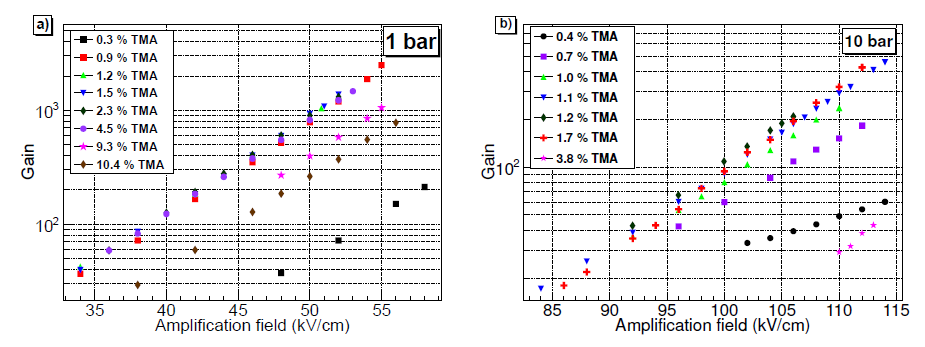 a)
1 bar
0.3 % TMA
0.9 % TMA
1.2 % TMA
1.5 % TMA
2.3 % TMA
4.5 % TMA
9.3 % TMA
10.4 % TMA
Gain
10³
10²
35 40 45 50 55
Amplification field (kV/cm)
b)
10 bar
0.4 % TMA
0.7 % TMA
1.0 % TMA
1.1 % TMA
1.2 % TMA
1.7 % TMA
3.8 % TMA
Gain
10²
85 90 95 100 105 110 115
Amplification field (kV/cm)